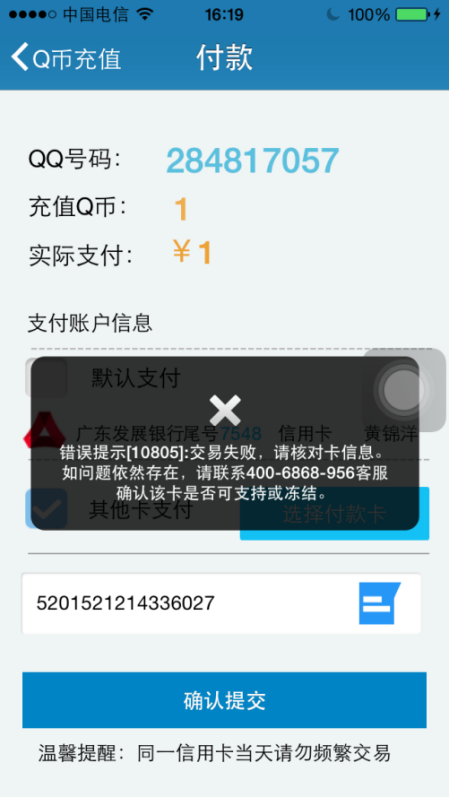 中国电信 16:19 100%
Q币充值 付款
QQ号码： 284817057
充值Q币： 1
实际支付： ￥1
支付账户信息
默认支付
广东发展银行尾号7548 信用卡 黄锦洋
错误提示[10805]:交易失败，请核对卡信息。
如问题依然存在，请联系400-6868-956客服
确认该卡是否可支持或冻结。
其他卡支付 选择付款卡
5201521214336027
确认提交
温馨提醒：同一信用卡当天请勿频繁交易